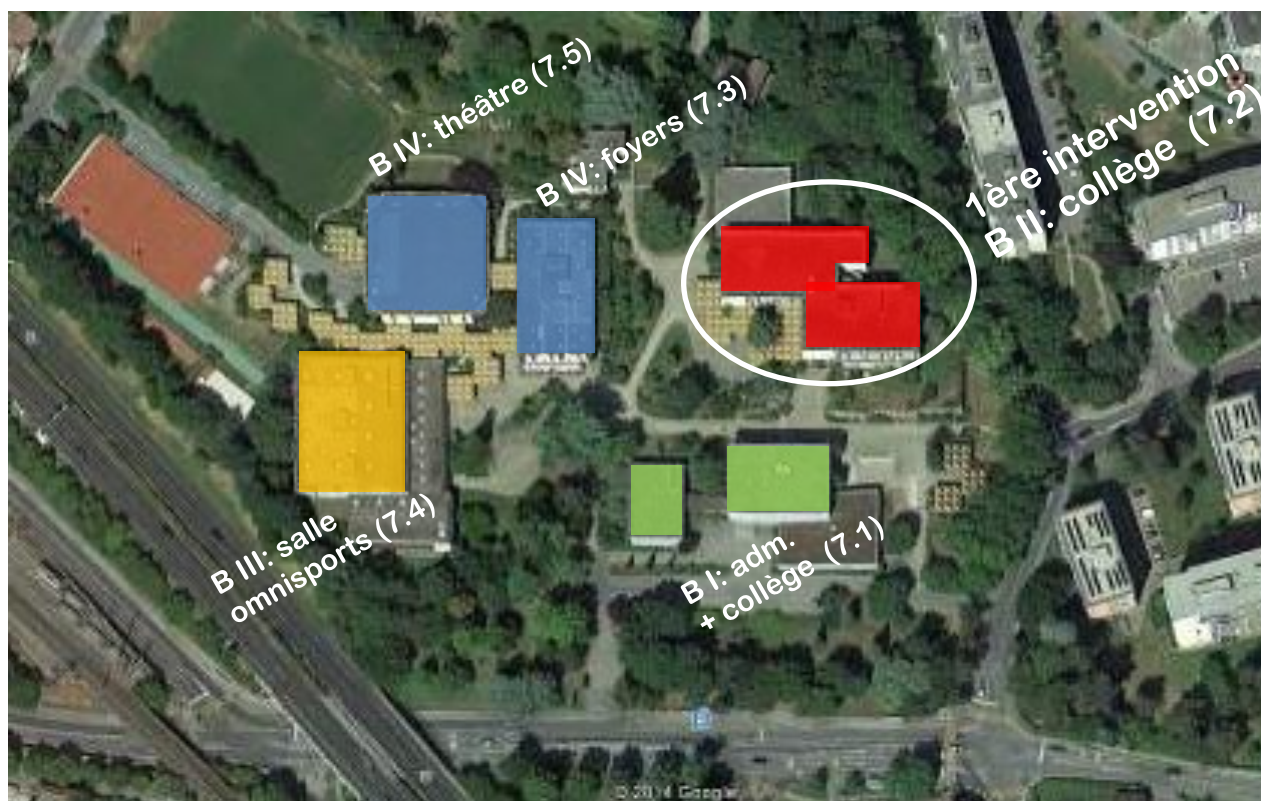 B IV: théâtre (7.5)
B IV: foyers (7.3)
1ère intervention
B II: collège (7.2)
B III: salle
omnisports (7.4)
B I: adm.
+ collège (7.1)
© 2014 Google